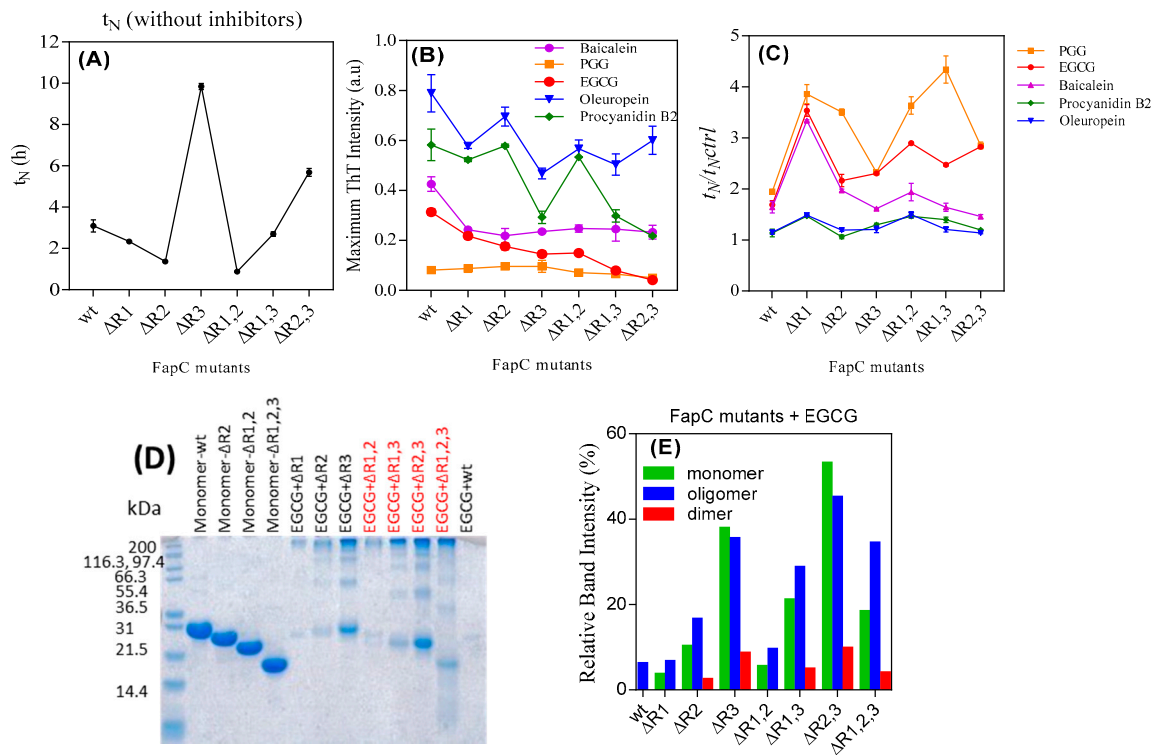 t_N (without inhibitors)
(A)
12
10
8
6
4
2
0
t_N (h)
wt
ΔR1
ΔR2
ΔR3
ΔR1,2
ΔR1,3
ΔR2,3
FapC mutants
(B)
Baicalein
PGG
EGCG
Oleuropein
Procyanidin B2
1.0
0.8
0.6
0.4
0.2
0.0
Maximum ThT Intensity (a.u)
wt
ΔR1
ΔR2
ΔR3
ΔR1,2
ΔR1,3
ΔR2,3
FapC mutants
(C)
PGG
EGCG
Baicalein
Procyanidin B2
Oleuropein
5
4
3
2
1
0
t_N/t_Nctrl
wt
ΔR1
ΔR2
ΔR3
ΔR1,2
ΔR1,3
ΔR2,3
FapC mutants
(D)
kDa
Monomer-wt
Monomer-ΔR2
Monomer-ΔR1,2
Monomer-ΔR1,2,3
EGCG+ΔR1
EGCG+ΔR2
EGCG+ΔR3
EGCG+ΔR1,2
EGCG+ΔR1,3
EGCG+ΔR2,3
EGCG+ΔR1,2,3
EGCG+wt
200
116.3, 97.4
66.3
55.4
36.5
31
21.5
14.4
FapC mutants + EGCG
(E)
monomer
oligomer
dimer
60
40
20
0
Relative Band Intensity (%)
wt
ΔR1
ΔR2
ΔR3
ΔR1,2
ΔR1,3
ΔR2,3
ΔR1,2,3